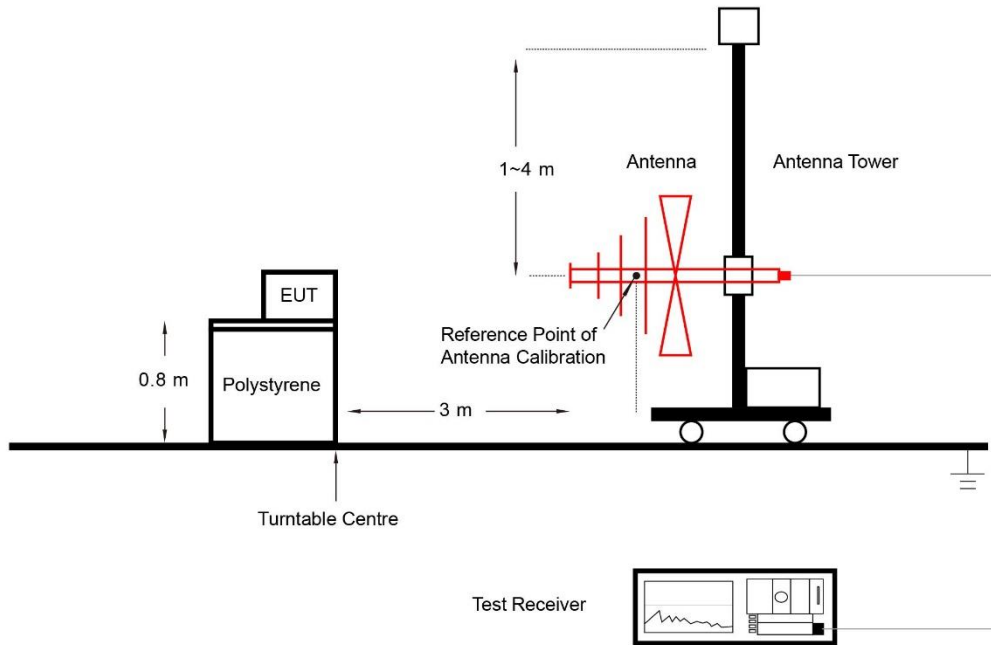 1~4 m
Antenna
Antenna Tower
EUT
Reference Point of
Antenna Calibration
0.8 m
Polystyrene
3 m
Turntable Centre
Test Receiver